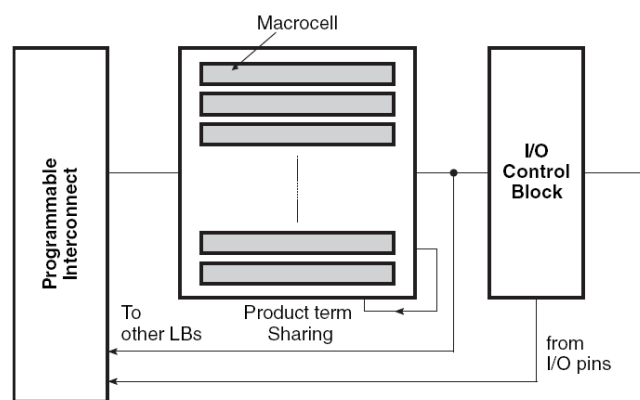 Macrocell
Programmable
Interconnect
I/O
Control
Block
To
other LBs
Product term
Sharing
from
I/O pins